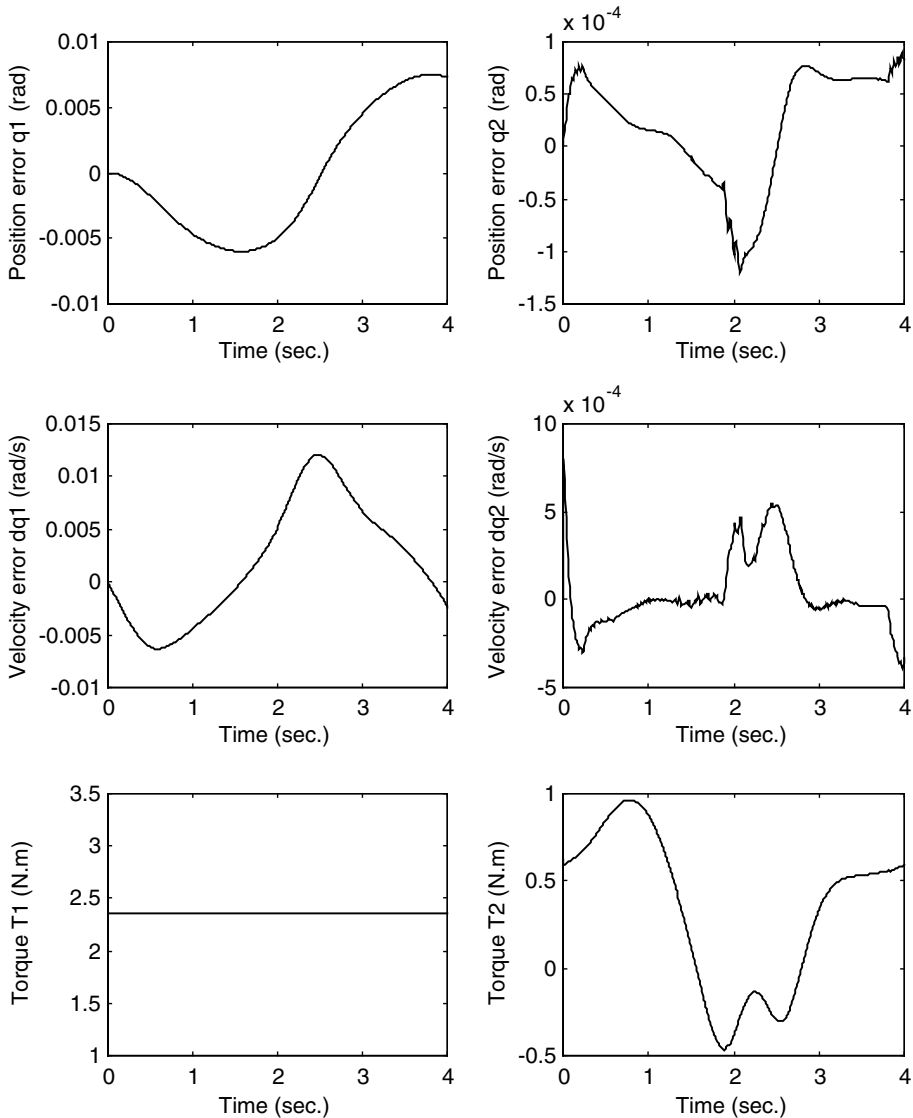 Position error q1 (rad)
0.01
0.005
0
-0.005
-0.01
0 1 2 3 4
Time (sec.)
x 10 -4
Position error q2 (rad)
1
0.5
0
-0.5
-1
-1.5
0 1 2 3 4
Time (sec.)
Velocity error dq1 (rad/s)
0.015
0.01
0.005
0
-0.005
-0.01
0 1 2 3 4
Time (sec.)
x 10 -4
Velocity error dq2 (rad/s)
10
5
0
-5
0 1 2 3 4
Time (sec.)
Torque T1 (N.m)
3.5
3
2.5
2
1.5
1
0 1 2 3 4
Time (sec.)
Torque T2 (N.m)
1
0.5
0
-0.5
0 1 2 3 4
Time (sec.)